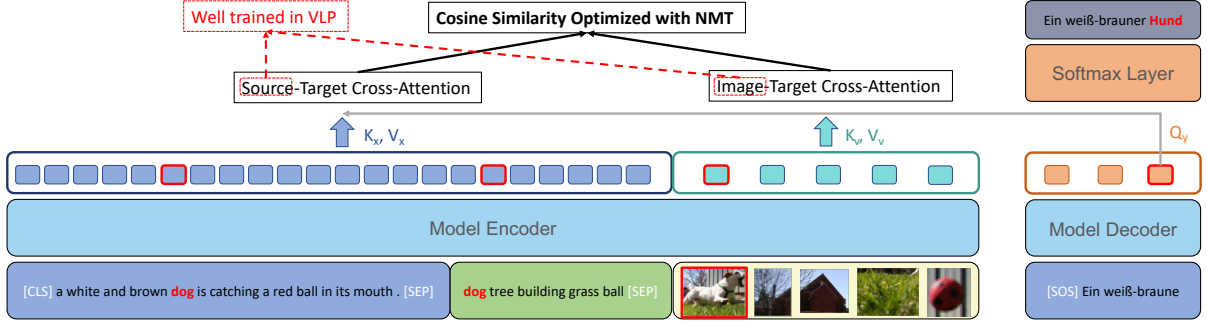 Well trained in VLP
Cosine Similarity Optimized with NMT
Ein weiß-brauner Hund
Softmax Layer
Source-Target Cross-Attention
Image-Target Cross-Attention
Kx, Vx
Kv, Vv
Qy
Model Encoder
Model Decoder
[CLS] a white and brown dog is catching a red ball in its mouth . [SEP]
dog tree building grass ball [SEP]
[SOS] Ein weiß-braune